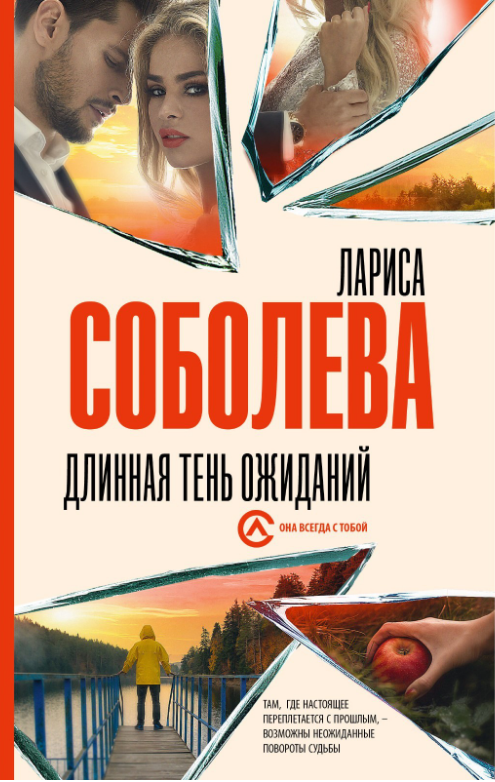 ЛАРИСА
СОБОЛЕВА
ДЛИННАЯ ТЕНЬ ОЖИДАНИЙ
ОНА ВСЕГДА С ТОБОЙ
ТАМ, ГДЕ НАСТОЯЩЕЕ
ПЕРЕПЛЕТАЕТСЯ С ПРОШЛЫМ, –
ВОЗМОЖНЫ НЕОЖИДАННЫЕ
ПОВОРОТЫ СУДЬБЫ